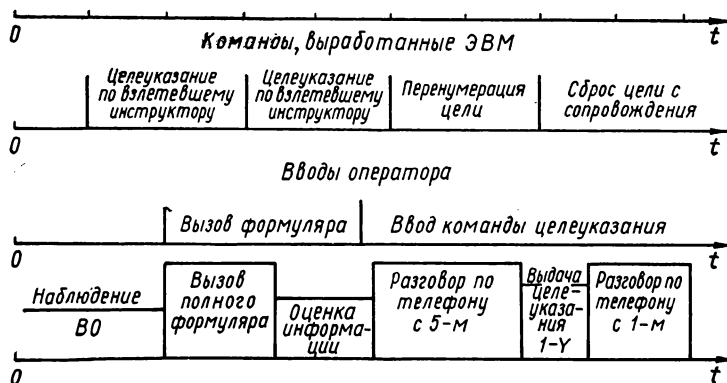 0
t
Команды, выработанные ЭВМ
Целеуказание
по взлетевшему
инструктору
Целеуказание
по взлетевшему
инструктору
Перенумерация
цели
Сброс цели с
сопровождения
0
t
Вводы оператора
Вызов формуляра
Ввод команды целеуказания
0
t
Наблюдение
ВО
Вызов
полного
формуляра
Оценка
информа-
ции
Разговор по
телефону
с 5-м
Выдача
целе-
указа-
ния
1-Y
Разговор по
телефону
с 1-м
0
t